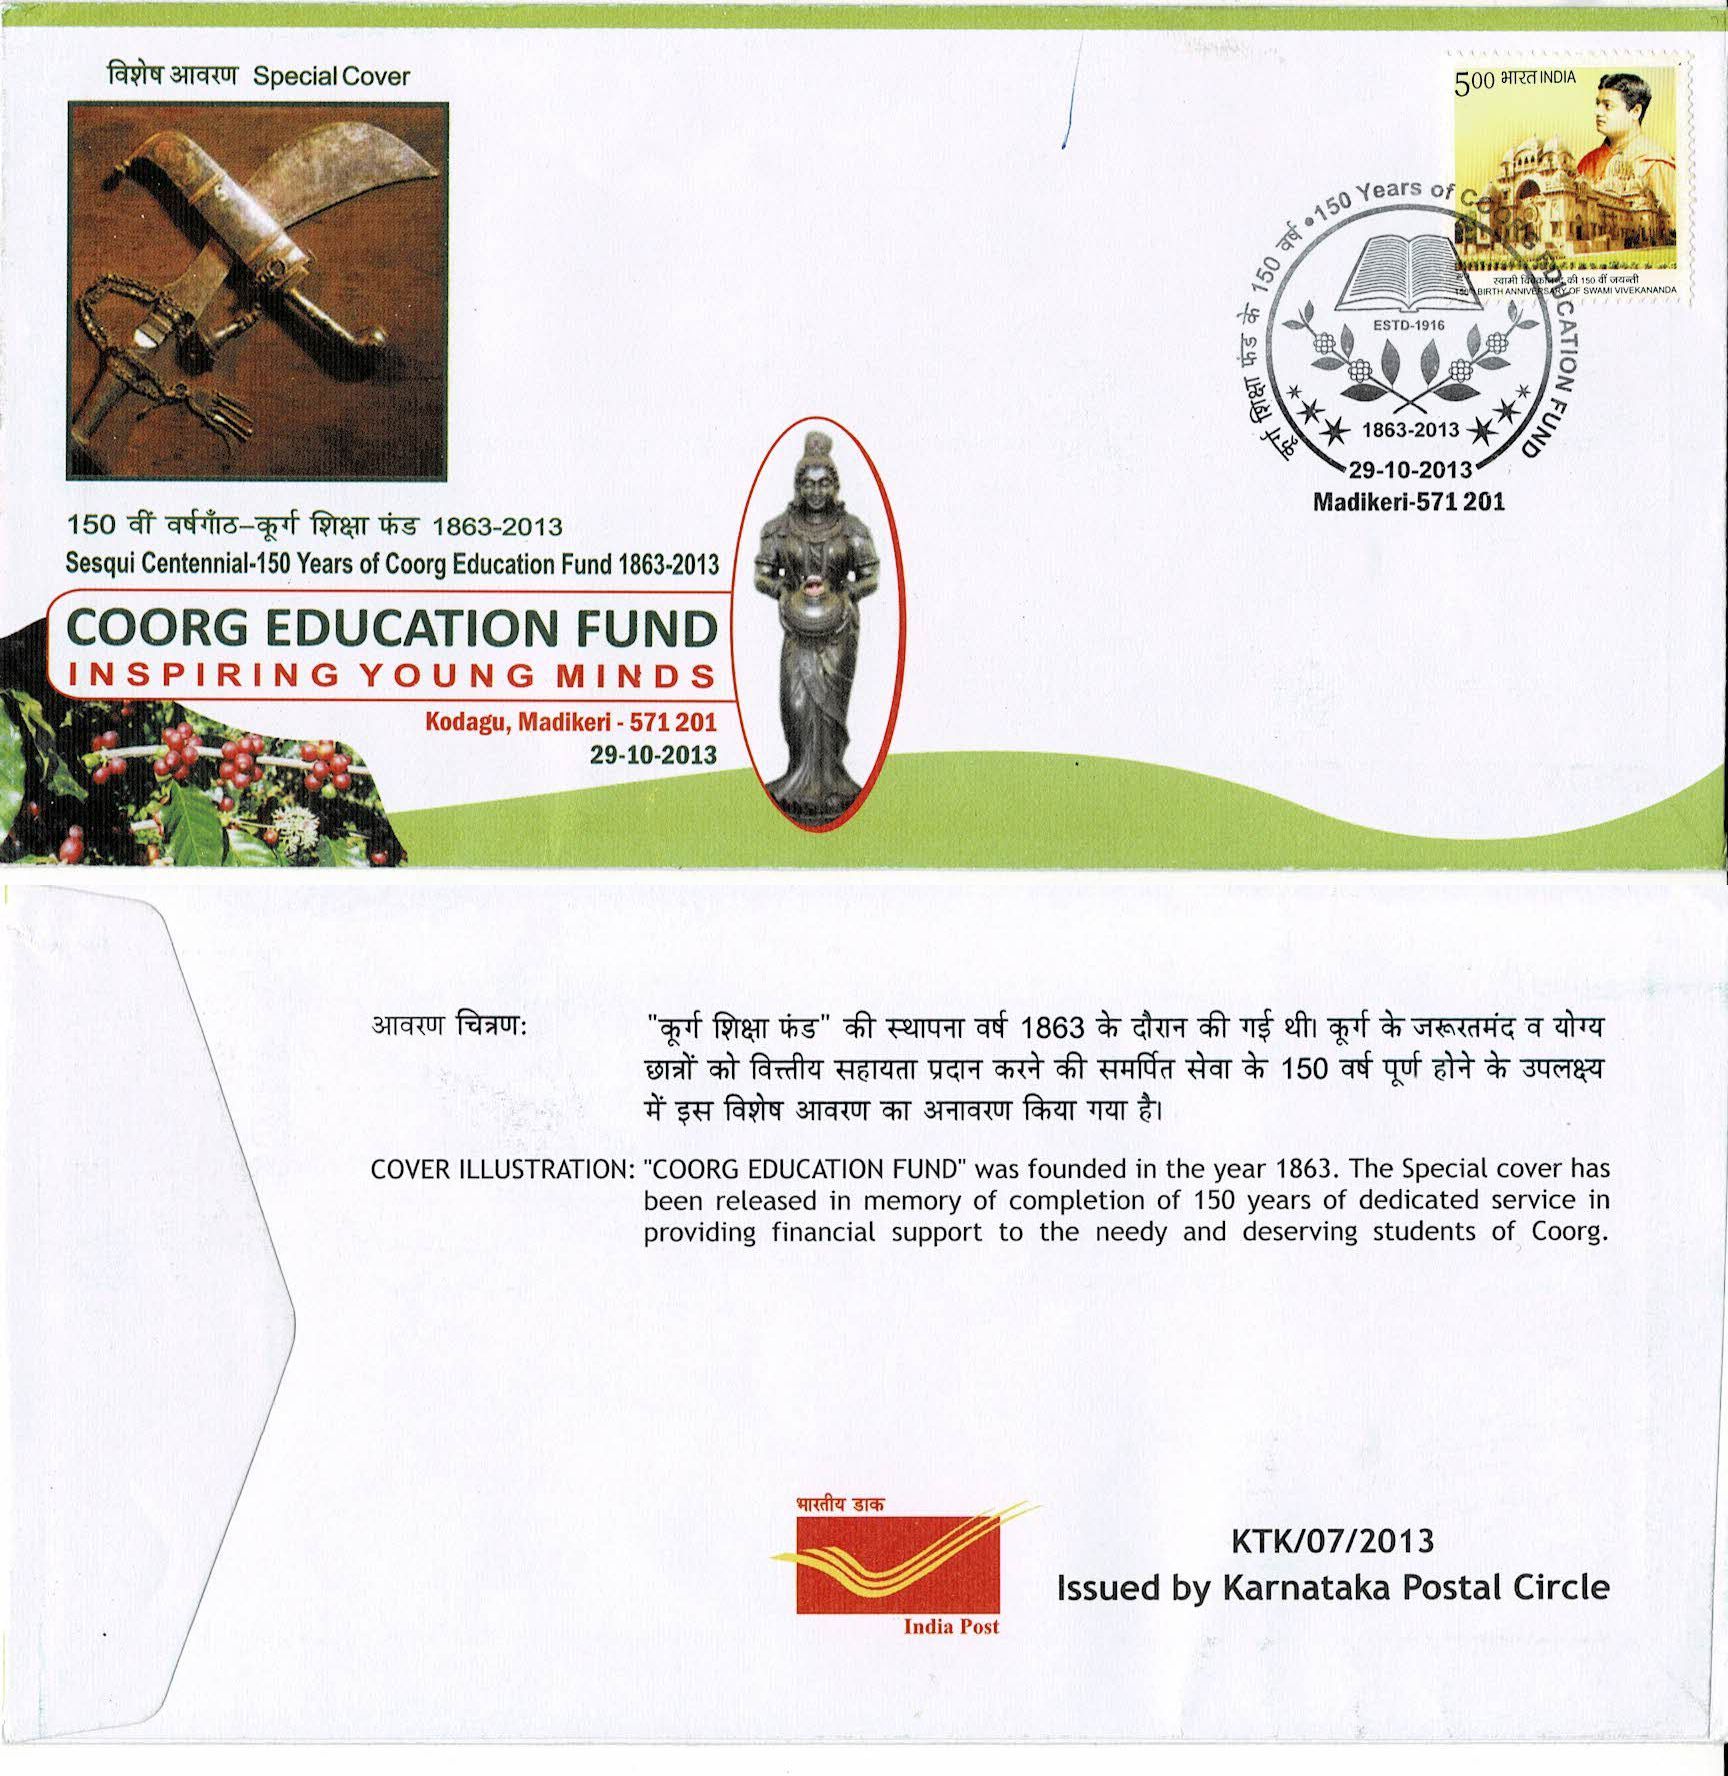 विशेष आवरण Special Cover
500 भारत INDIA
150 BIRTH ANNIVERSARY OF SWAMI VIVEKANANDA
कूर्ग शिक्षा फंड के 150 वर्ष • 150 Years of COORG EDUCATION FUND
ESTD-1916
1863-2013
29-10-2013
Madikeri-571 201
150 वीं वर्षगाँठ–कूर्ग शिक्षा फंड 1863-2013
Sesqui Centennial-150 Years of Coorg Education Fund 1863-2013
COORG EDUCATION FUND
INSPIRING YOUNG MINDS
Kodagu, Madikeri - 571 201
29-10-2013
आवरण चित्रण: "कूर्ग शिक्षा फंड" की स्थापना वर्ष 1863 के दौरान की गई थी। कूर्ग के जरूरतमंद व योग्य
छात्रों को वित्तीय सहायता प्रदान करने की समर्पित सेवा के 150 वर्ष पूर्ण होने के उपलक्ष्य
में इस विशेष आवरण का अनावरण किया गया है।
COVER ILLUSTRATION: "COORG EDUCATION FUND" was founded in the year 1863. The Special cover has
been released in memory of completion of 150 years of dedicated service in
providing financial support to the needy and deserving students of Coorg.
भारतीय डाक
India Post
KTK/07/2013
Issued by Karnataka Postal Circle